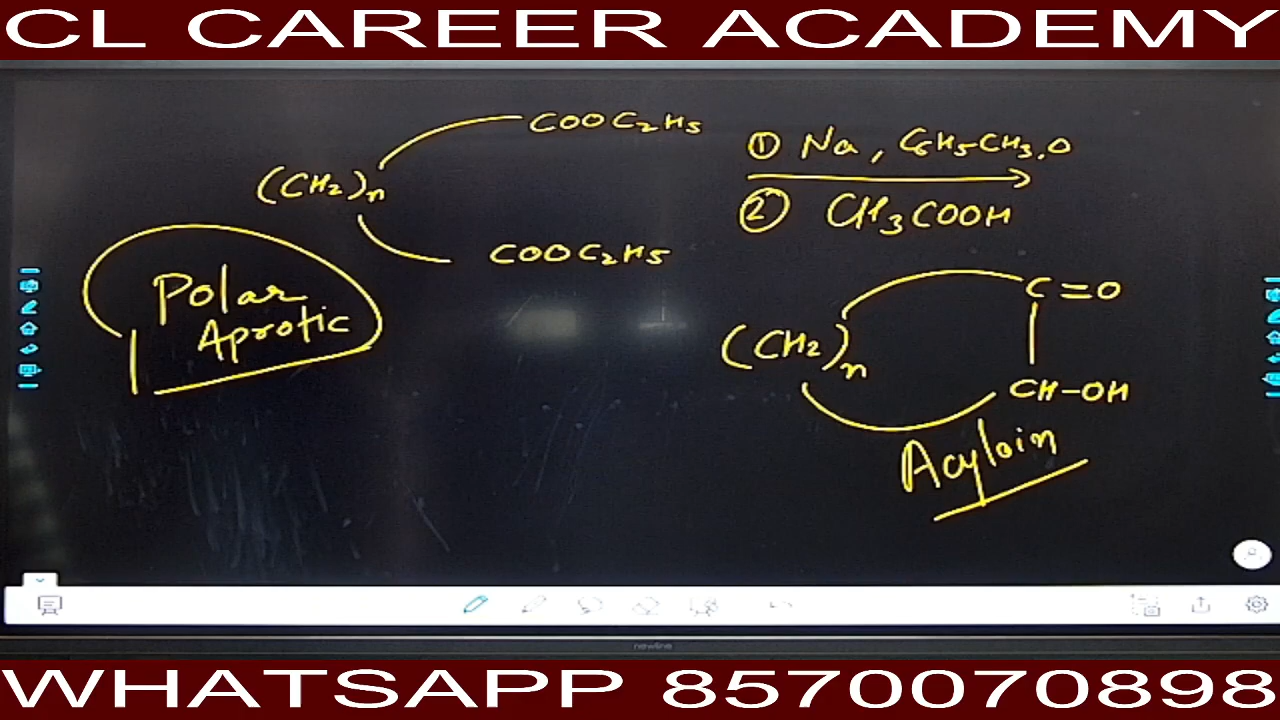 CL CAREER ACADEMY
COOC₂H₅
① Na, C₆H₅-CH₃, Δ
(CH₂)n
② CH₃COOH
COOC₂H₅
Polar
Aprotic
C=O
(CH₂)n
CH-OH
Acyloin
newline
WHATSAPP 8570070898